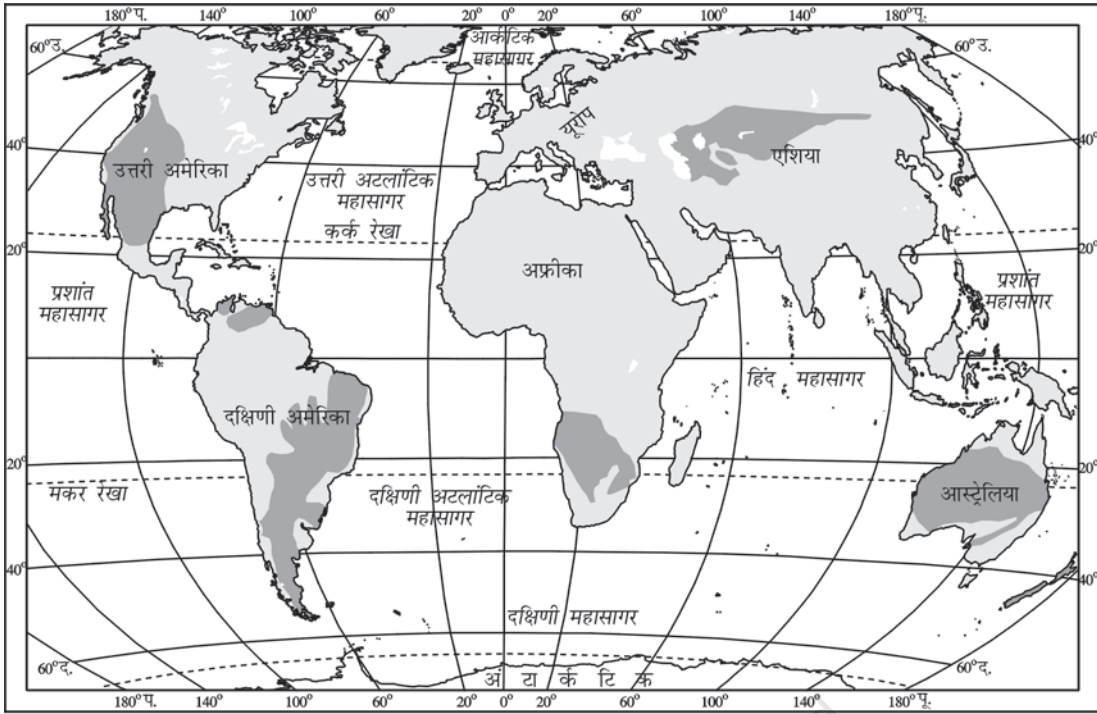 180°प. 140° 100° 60° 20° 0° 20° 60° 100° 140° 180°पू.
60°उ. 60°उ.
आर्कटिक
महासागर
यूरोप
एशिया
40° 40°
उत्तरी अमेरिका
उत्तरी अटलांटिक
महासागर
कर्क रेखा
20° 20°
अफ्रीका
प्रशांत
महासागर
प्रशांत
महासागर
हिंद महासागर
दक्षिणी अमेरिका
20° 20°
मकर रेखा
दक्षिणी अटलांटिक
महासागर
आस्ट्रेलिया
40° 40°
दक्षिणी महासागर
60°द. 60°द.
अं टा र्क टि क
180°प. 140° 100° 60° 20° 0° 20° 60° 100° 140° 180°पू.